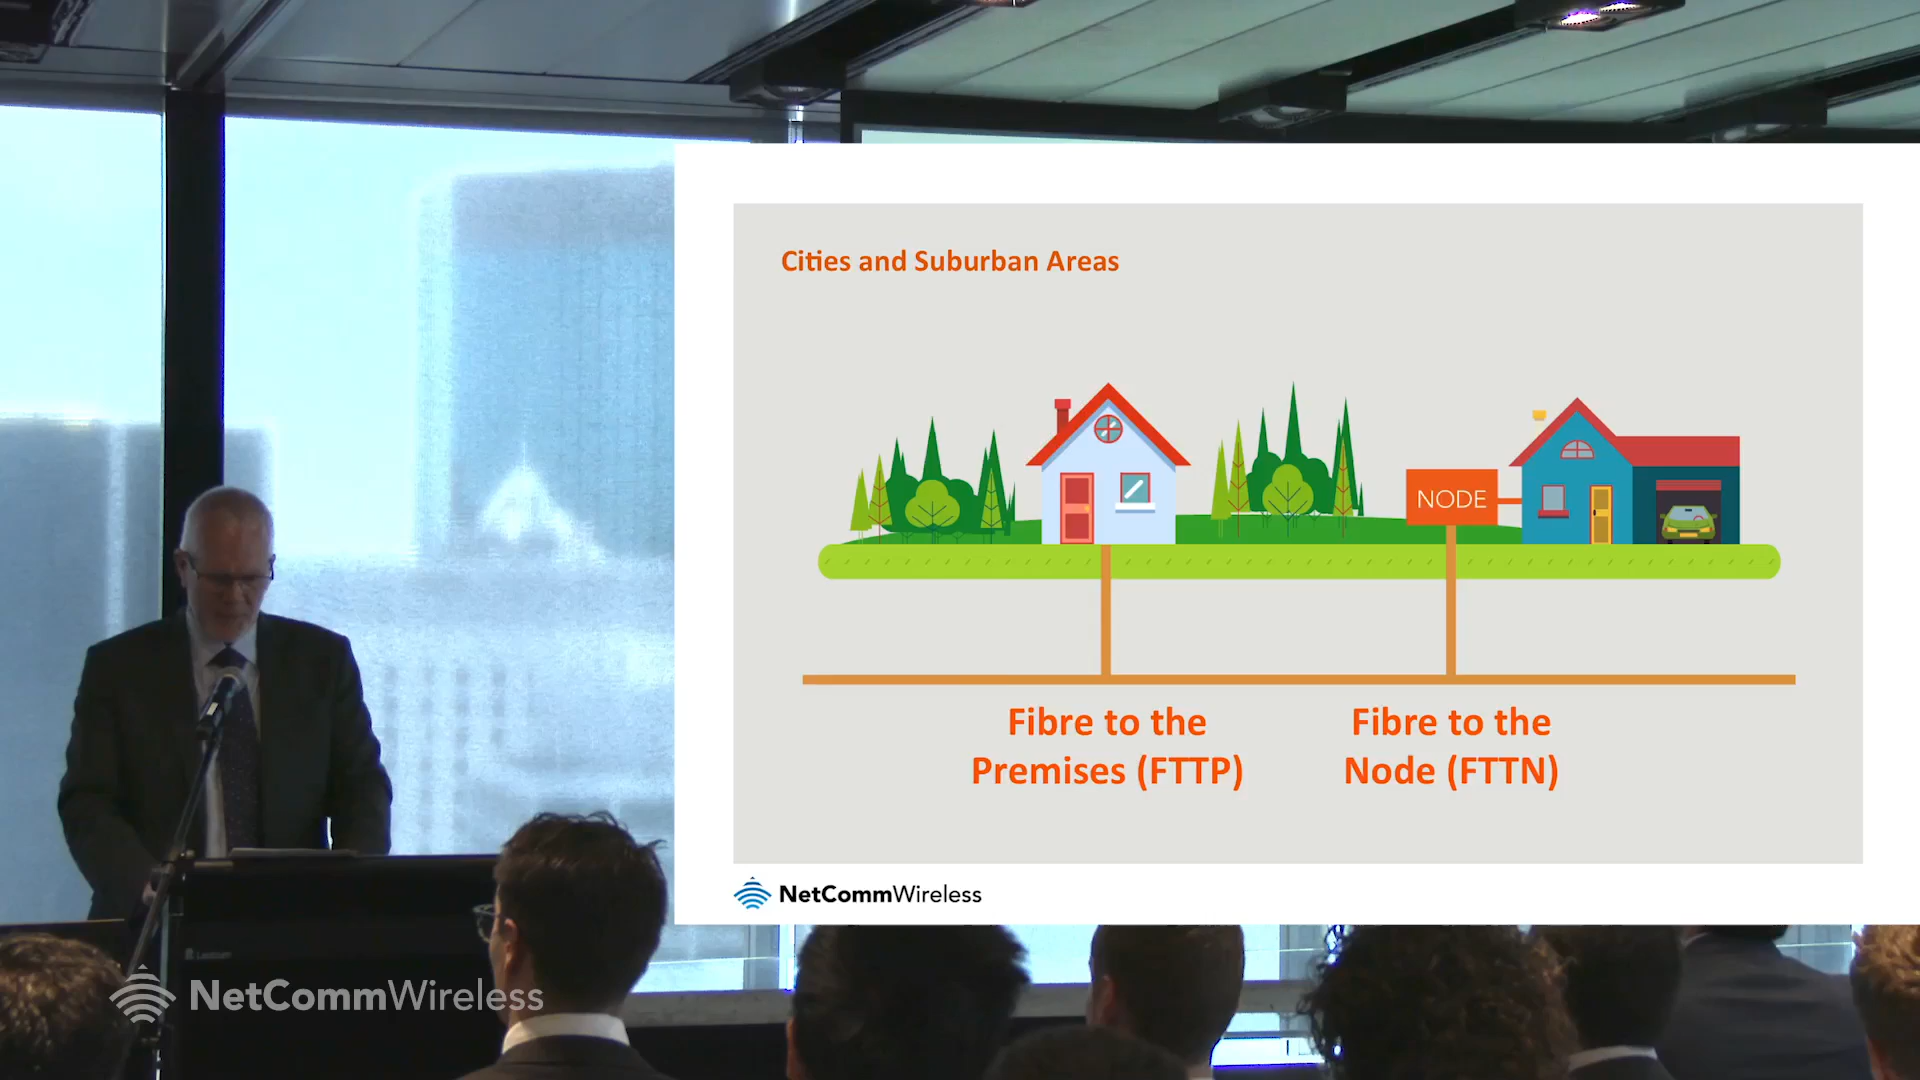 Cities and Suburban Areas
NODE
Fibre to the
Premises (FTTP)
Fibre to the
Node (FTTN)
NetCommWireless
NetCommWireless